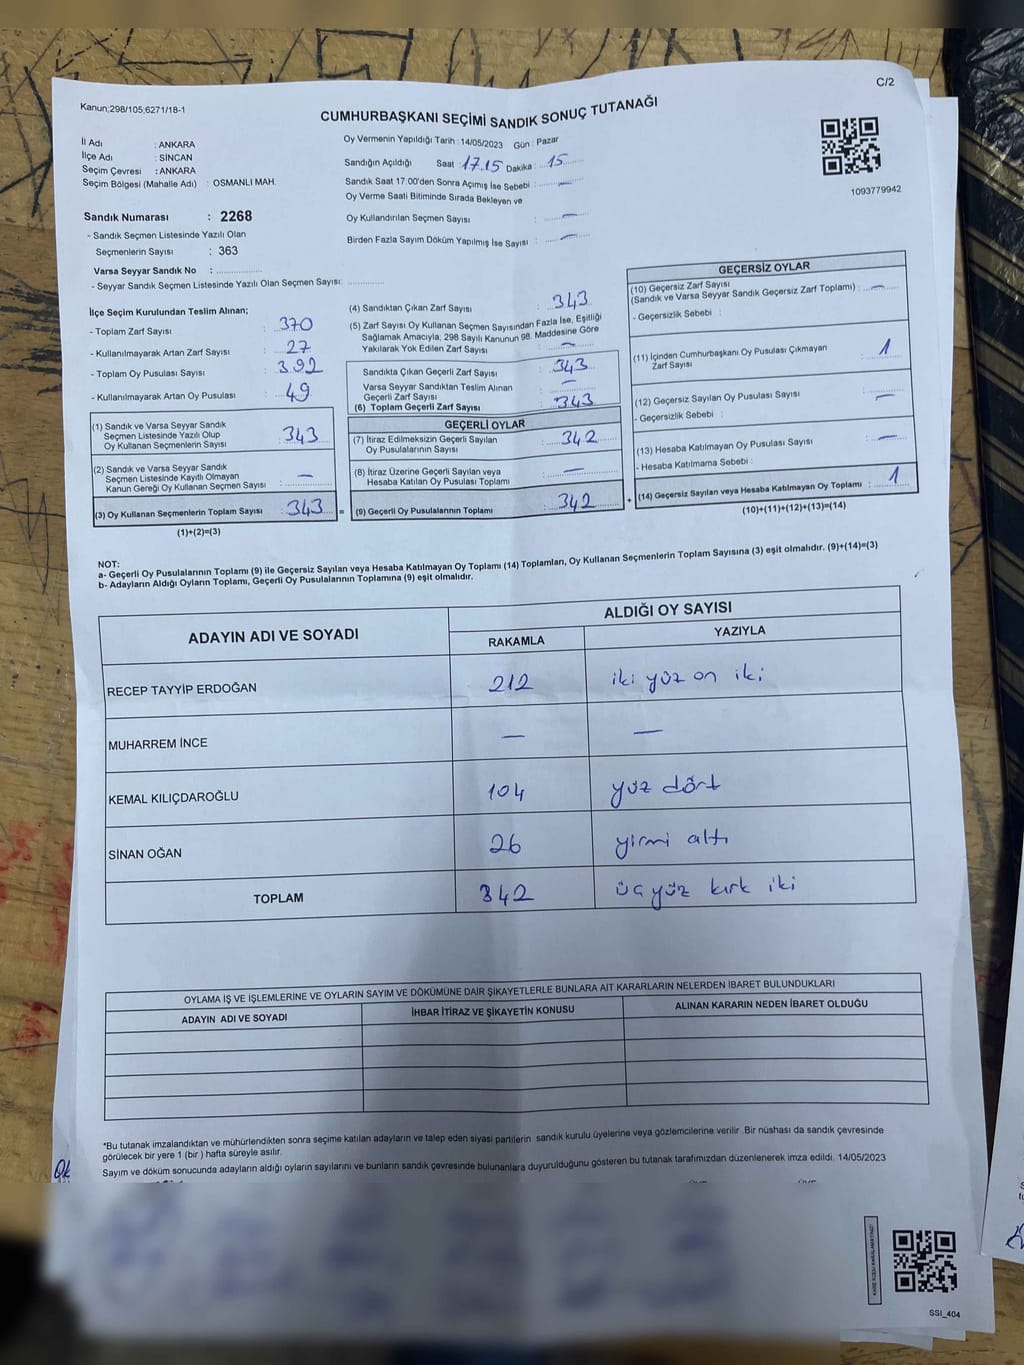 C/2
Kanun;298/105;6271/18-1
CUMHURBAŞKANI SEÇİMİ SANDIK SONUÇ TUTANAĞI
İl Adı : ANKARA
İlçe Adı : SİNCAN
Seçim Çevresi : ANKARA
Seçim Bölgesi (Mahalle Adı) : OSMANLI MAH.
Oy Vermenin Yapıldığı Tarih : 14/05/2023 Gün : Pazar
Sandığın Açıldığı Saat : 17.15 Dakika : 15
Sandık Saat 17:00'den Sonra Açımış İse Sebebi : —
Oy Verme Saati Bitiminde Sırada Bekleyen ve
Oy Kullandırılan Seçmen Sayısı : —
Birden Fazla Sayım Döküm Yapılmış İse Sayısı : —
1093779942
Sandık Numarası : 2268
- Sandık Seçmen Listesinde Yazılı Olan
Seçmenlerin Sayısı : 363
Varsa Seyyar Sandık No :
- Seyyar Sandık Seçmen Listesinde Yazılı Olan Seçmen Sayısı:
İlçe Seçim Kurulundan Teslim Alınan;
- Toplam Zarf Sayısı : 370
- Kullanılmayarak Artan Zarf Sayısı : 27
- Toplam Oy Pusulası Sayısı : 392
- Kullanılmayarak Artan Oy Pusulası : 49
(1) Sandık ve Varsa Seyyar Sandık
Seçmen Listesinde Yazılı Olup
Oy Kullanan Seçmenlerin Sayısı : 343
(2) Sandık ve Varsa Seyyar Sandık
Seçmen Listesinde Kayıtlı Olmayan
Kanun Gereği Oy Kullanan Seçmen Sayısı : —
(3) Oy Kullanan Seçmenlerin Toplam Sayısı : 343 =
(1)+(2)=(3)
(4) Sandıktan Çıkan Zarf Sayısı : 343
(5) Zarf Sayısı Oy Kullanan Seçmen Sayısından Fazla İse, Eşitliği
Sağlamak Amacıyla; 298 Sayılı Kanunun 98. Maddesine Göre
Yakılarak Yok Edilen Zarf Sayısı : —
Sandıkta Çıkan Geçerli Zarf Sayısı : 343
Varsa Seyyar Sandıktan Teslim Alınan
Geçerli Zarf Sayısı : —
(6) Toplam Geçerli Zarf Sayısı : 343
GEÇERLİ OYLAR
(7) İtiraz Edilmeksizin Geçerli Sayılan
Oy Pusulalarının Sayısı : 342
(8) İtiraz Üzerine Geçerli Sayılan veya
Hesaba Katılan Oy Pusulası Toplamı : —
(9) Geçerli Oy Pusulalarının Toplamı : 342 +
GEÇERSİZ OYLAR
(10) Geçersiz Zarf Sayısı
(Sandık ve Varsa Seyyar Sandık Geçersiz Zarf Toplamı) : —
- Geçersizlik Sebebi :
(11) İçinden Cumhurbaşkanı Oy Pusulası Çıkmayan
Zarf Sayısı : 1
(12) Geçersiz Sayılan Oy Pusulası Sayısı : —
- Geçersizlik Sebebi :
(13) Hesaba Katılmayan Oy Pusulası Sayısı : —
- Hesaba Katılmama Sebebi :
(14) Geçersiz Sayılan veya Hesaba Katılmayan Oy Toplamı : 1
(10)+(11)+(12)+(13)=(14)
NOT:
a- Geçerli Oy Pusulalarının Toplamı (9) ile Geçersiz Sayılan veya Hesaba Katılmayan Oy Toplamı (14) Toplamları, Oy Kullanan Seçmenlerin Toplam Sayısına (3) eşit olmalıdır. (9)+(14)=(3)
b- Adayların Aldığı Oyların Toplamı, Geçerli Oy Pusulalarının Toplamına (9) eşit olmalıdır.
ADAYIN ADI VE SOYADI
ALDIĞI OY SAYISI
RAKAMLA YAZIYLA
RECEP TAYYİP ERDOĞAN 212 iki yüz on iki
MUHARREM İNCE — —
KEMAL KILIÇDAROĞLU 104 yüz dört
SİNAN OĞAN 26 yirmi altı
TOPLAM 342 üç yüz kırk iki
OYLAMA İŞ VE İŞLEMLERİNE VE OYLARIN SAYIM VE DÖKÜMÜNE DAİR ŞİKAYETLERLE BUNLARA AİT KARARLARIN NELERDEN İBARET BULUNDUKLARI
ADAYIN ADI VE SOYADI İHBAR İTİRAZ VE ŞİKAYETİN KONUSU ALINAN KARARIN NEDEN İBARET OLDUĞU
*Bu tutanak imzalandıktan ve mühürlendikten sonra seçime katılan adayların ve talep eden siyasi partilerin sandık kurulu üyelerine veya gözlemcilerine verilir .Bir nüshası da sandık çevresinde
görülecek bir yere 1 (bir ) hafta süreyle asılır.
Sayım ve döküm sonucunda adayların aldığı oyların sayılarını ve bunların sandık çevresinde bulunanlara duyurulduğunu gösteren bu tutanak tarafımızdan düzenlenerek imza edildi. 14/05/2023
SSI_404